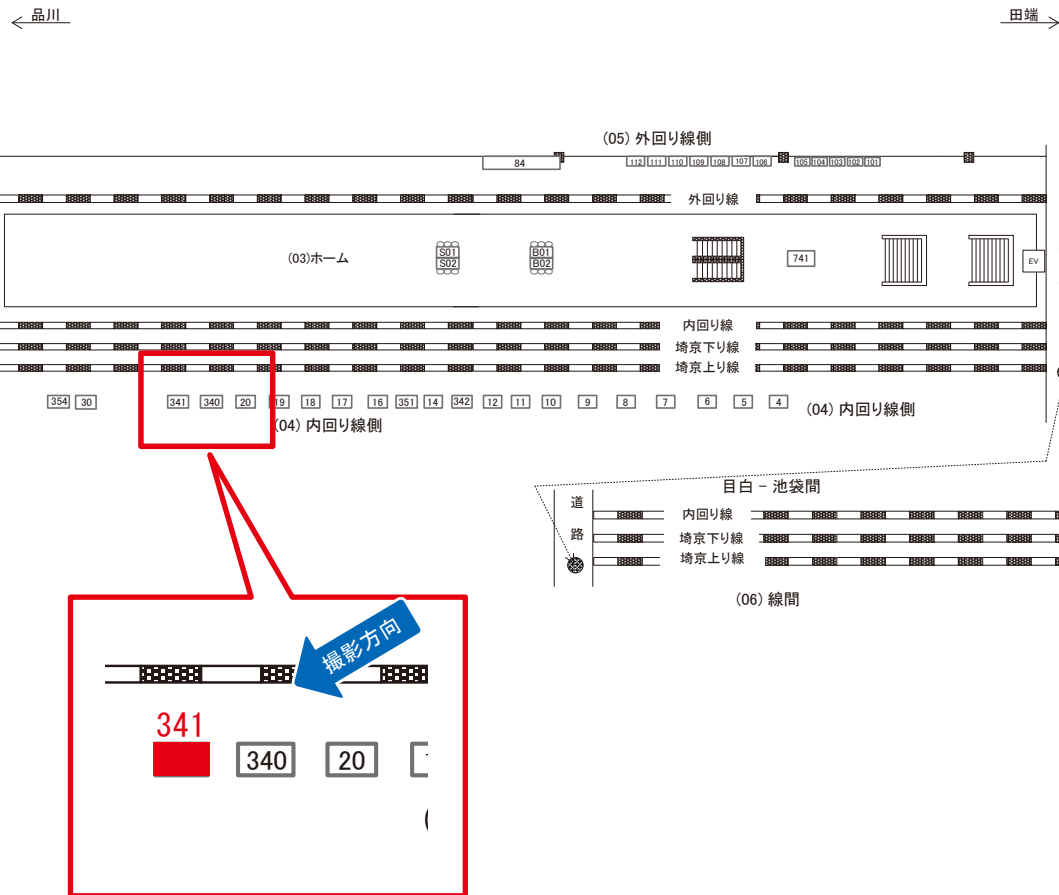 品川
田端
(05) 外回り線側
84
112 111 110 109 108 107 106 105 104 103 102 101
外回り線
(03)ホーム
S01
S02
B01
B02
741
EV
内回り線
埼京下り線
埼京上り線
354 30 341 340 20 19 18 17 16 351 14 342 12 11 10 9 8 7 6 5 4
(04) 内回り線側
(04) 内回り線側
目白 – 池袋間
道路
内回り線
埼京下り線
埼京上り線
(06) 線間
撮影方向
341
340
20